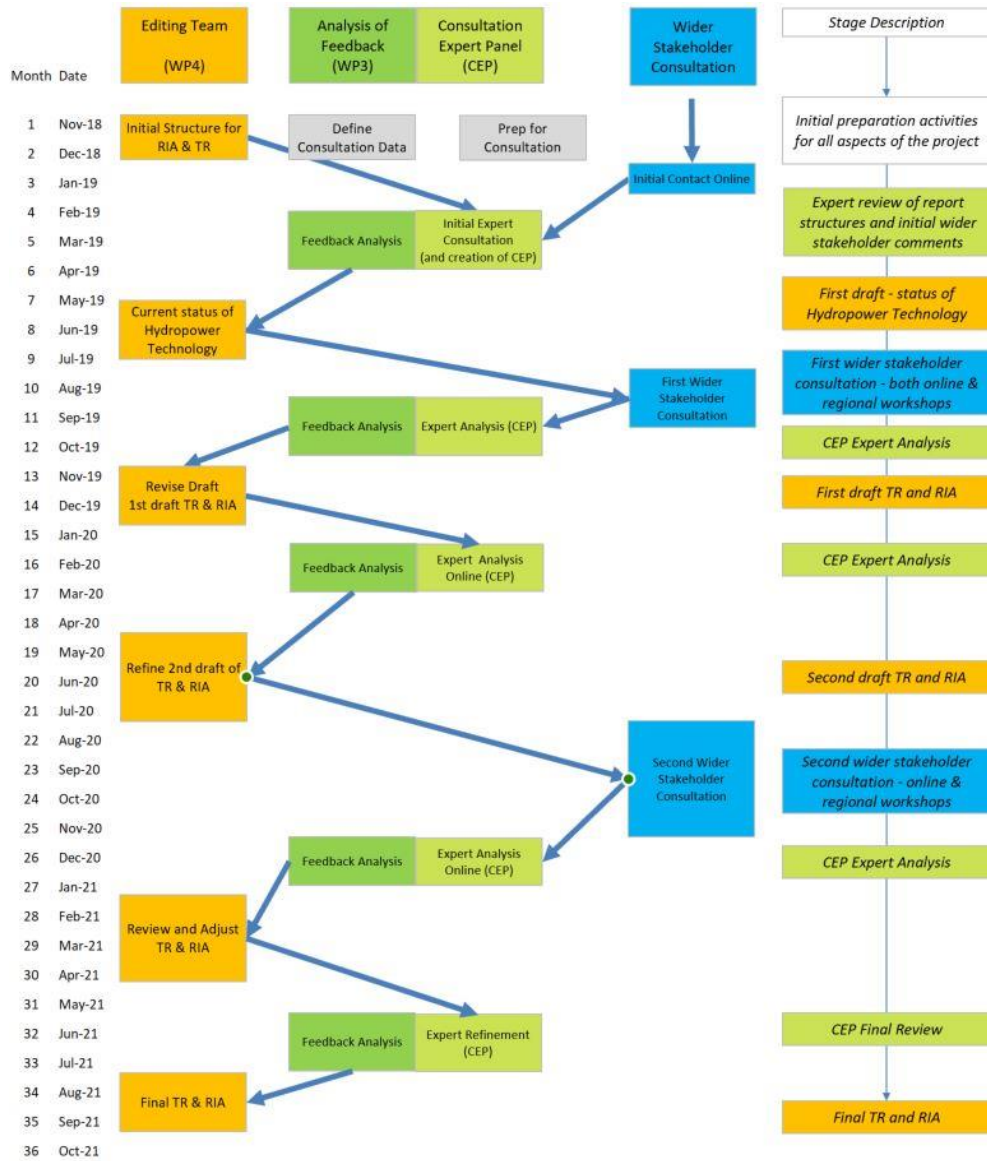 Editing Team
(WP4)
Analysis of
Feedback
(WP3)
Consultation
Expert Panel
(CEP)
Wider
Stakeholder
Consultation
Stage Description
Month Date
1 Nov-18
2 Dec-18
3 Jan-19
4 Feb-19
5 Mar-19
6 Apr-19
7 May-19
8 Jun-19
9 Jul-19
10 Aug-19
11 Sep-19
12 Oct-19
13 Nov-19
14 Dec-19
15 Jan-20
16 Feb-20
17 Mar-20
18 Apr-20
19 May-20
20 Jun-20
21 Jul-20
22 Aug-20
23 Sep-20
24 Oct-20
25 Nov-20
26 Dec-20
27 Jan-21
28 Feb-21
29 Mar-21
30 Apr-21
31 May-21
32 Jun-21
33 Jul-21
34 Aug-21
35 Sep-21
36 Oct-21
Initial Structure for
RIA & TR
Define
Consultation Data
Prep for
Consultation
Initial Contact Online
Initial preparation activities
for all aspects of the project
Feedback Analysis
Initial Expert
Consultation
(and creation of CEP)
Expert review of report
structures and initial wider
stakeholder comments
Current status of
Hydropower
Technology
First draft - status of
Hydropower Technology
First Wider
Stakeholder
Consultation
First wider stakeholder
consultation - both online &
regional workshops
Feedback Analysis
Expert Analysis (CEP)
CEP Expert Analysis
Revise Draft
1st draft TR & RIA
First draft TR and RIA
Feedback Analysis
Expert Analysis
Online (CEP)
CEP Expert Analysis
Refine 2nd draft of
TR & RIA
Second draft TR and RIA
Second Wider
Stakeholder
Consultation
Second wider stakeholder
consultation - online &
regional workshops
Feedback Analysis
Expert Analysis
Online (CEP)
CEP Expert Analysis
Review and Adjust
TR & RIA
Feedback Analysis
Expert Refinement
(CEP)
CEP Final Review
Final TR & RIA
Final TR and RIA